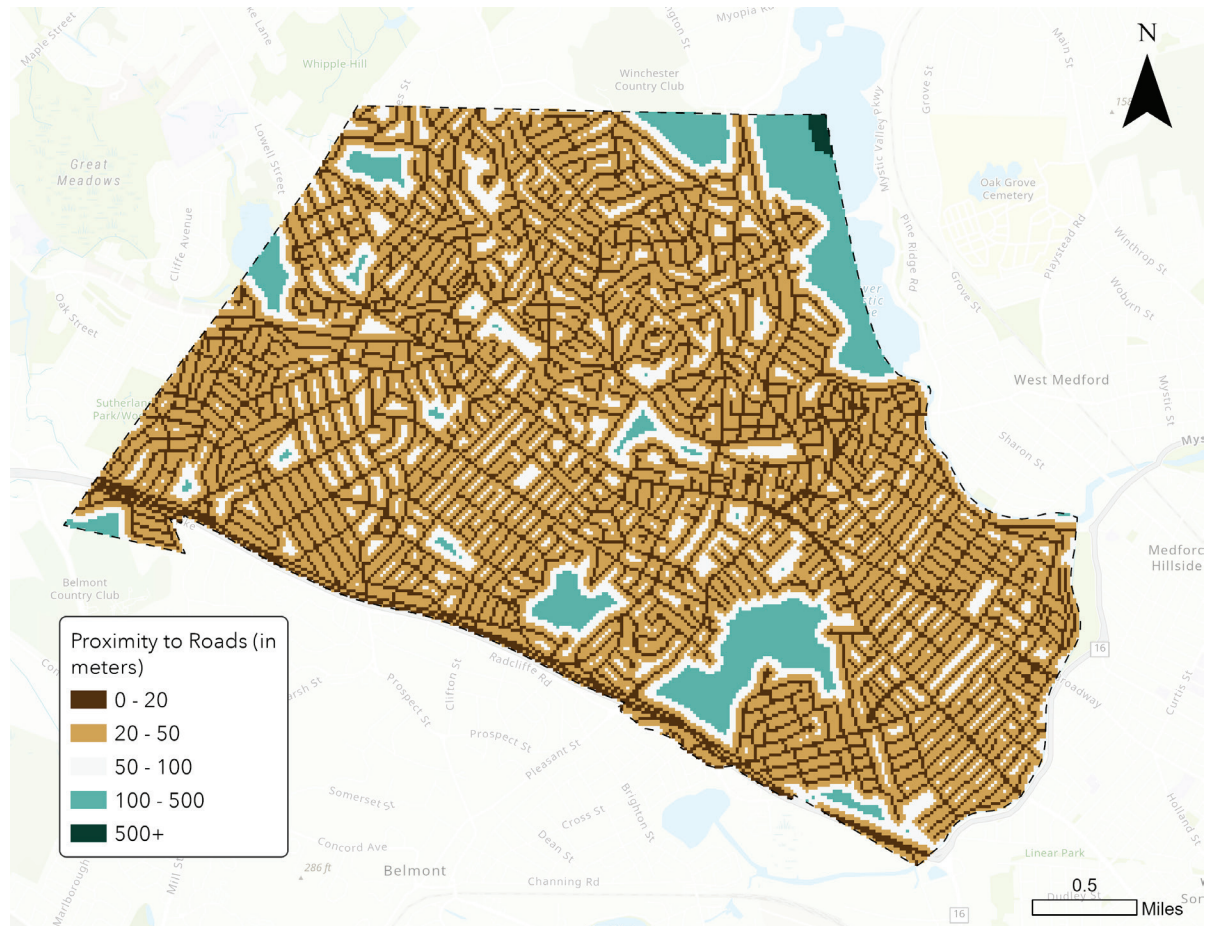 Myopia Rd
Maple Street
Whipple Hill
Winchester
Country Club
Main St
N
Grove St
Mystic Valley Pkwy
Lowell Street
Great
Meadows
Oak Grove
Cemetery
Cliffe Avenue
Playstead Rd
Winthrop St
Pine Ridge Rd
Grove St
Woburn St
Oak Street
West Medford
Mystic St
Sharon St
Medford
Hillside
Belmont
Country Club
16
Radcliffe Rd
Clifton St
Prospect St
Curtis St
Prospect St
Pleasant St
Proximity to Roads (in
meters)
0 - 20
20 - 50
50 - 100
100 - 500
500+
Somerset St
Brighton St
Cross St
Dean St
Holland St
Concord Ave
286 ft
Belmont
Channing Rd
Linear Park
Mill St
Dudley St
0.5
Miles
16